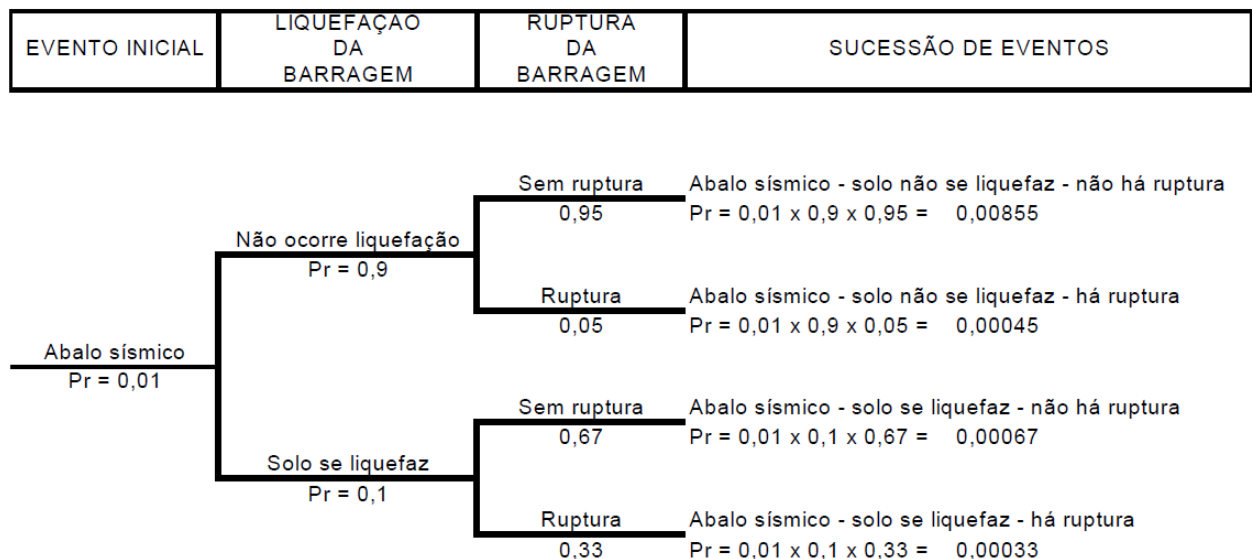 EVENTO INICIAL
LIQUEFAÇÃO
DA
BARRAGEM
RUPTURA
DA
BARRAGEM
SUCESSÃO DE EVENTOS
Sem ruptura
0,95
Abalo sísmico - solo não se liquefaz - não há ruptura
Pr = 0,01 x 0,9 x 0,95 = 0,00855
Não ocorre liquefação
Pr = 0,9
Ruptura
0,05
Abalo sísmico - solo não se liquefaz - há ruptura
Pr = 0,01 x 0,9 x 0,05 = 0,00045
Abalo sísmico
Pr = 0,01
Sem ruptura
0,67
Abalo sísmico - solo se liquefaz - não há ruptura
Pr = 0,01 x 0,1 x 0,67 = 0,00067
Solo se liquefaz
Pr = 0,1
Ruptura
0,33
Abalo sísmico - solo se liquefaz - há ruptura
Pr = 0,01 x 0,1 x 0,33 = 0,00033